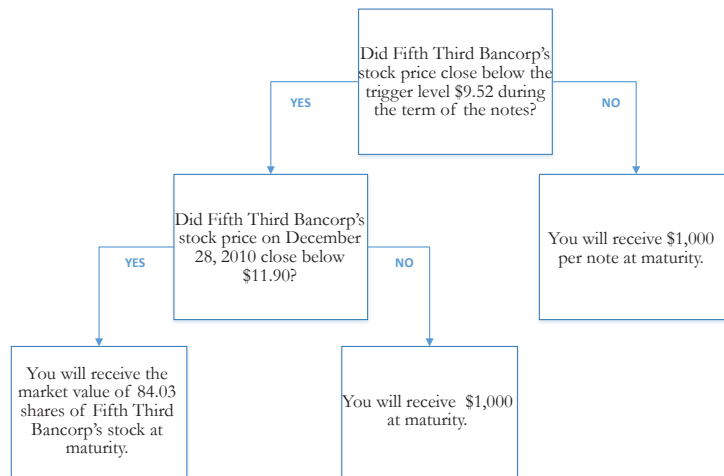 Did Fifth Third Bancorp's
stock price close below the
trigger level $9.52 during
the term of the notes?
YES
NO
Did Fifth Third Bancorp's
stock price on December
28, 2010 close below
$11.90?
You will receive $1,000
per note at maturity.
YES
NO
You will receive the
market value of 84.03
shares of Fifth Third
Bancorp's stock at
maturity.
You will receive $1,000
at maturity.